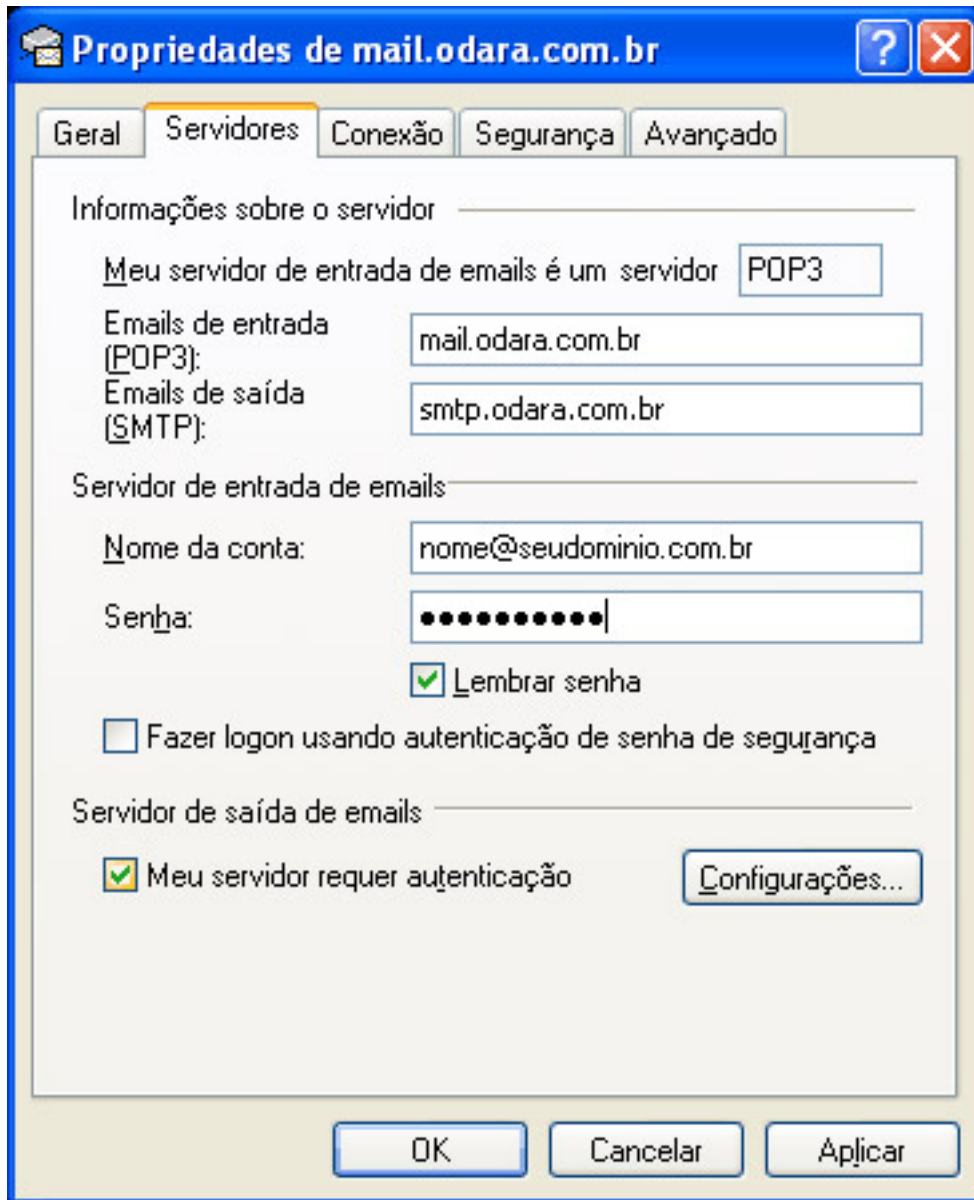 Propriedades de mail.odara.com.br
Geral Servidores Conexão Segurança Avançado
Informações sobre o servidor
Meu servidor de entrada de emails é um servidor POP3
Emails de entrada
(POP3): mail.odara.com.br
Emails de saída
(SMTP): smtp.odara.com.br
Servidor de entrada de emails
Nome da conta: nome@seudominio.com.br
Senha: ●●●●●●●●●●
Lembrar senha
Fazer logon usando autenticação de senha de segurança
Servidor de saída de emails
Meu servidor requer autenticação Configurações...
OK Cancelar Aplicar